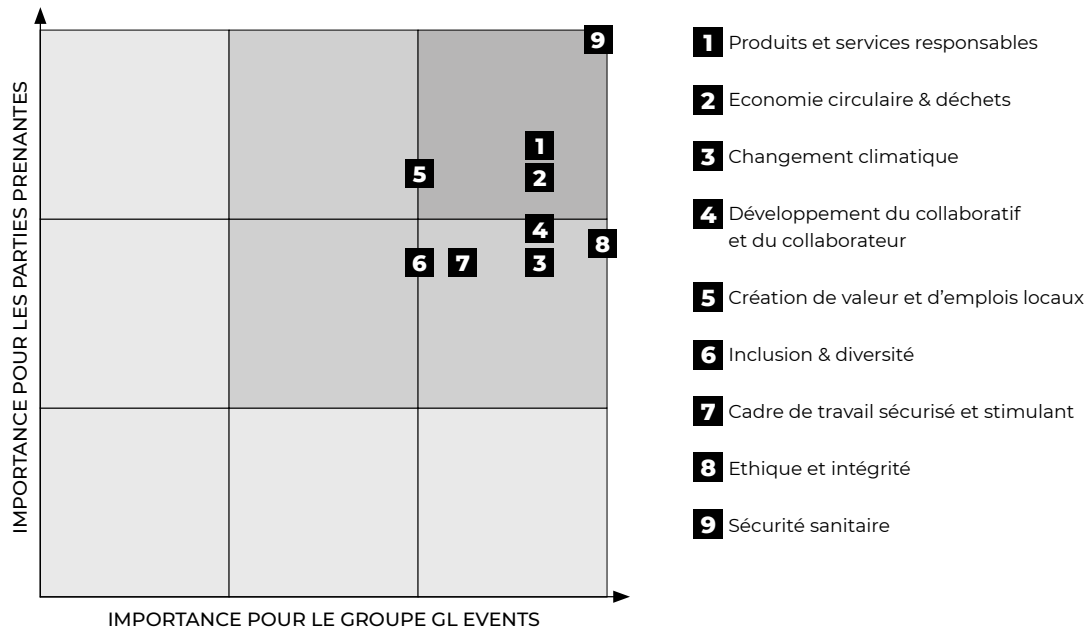 IMPORTANCE POUR LES PARTIES PRENANTES
9
1
5
2
4
8
6
7
3
IMPORTANCE POUR LE GROUPE GL EVENTS
1 Produits et services responsables
2 Economie circulaire & déchets
3 Changement climatique
4 Développement du collaboratif
et du collaborateur
5 Création de valeur et d’emplois locaux
6 Inclusion & diversité
7 Cadre de travail sécurisé et stimulant
8 Ethique et intégrité
9 Sécurité sanitaire